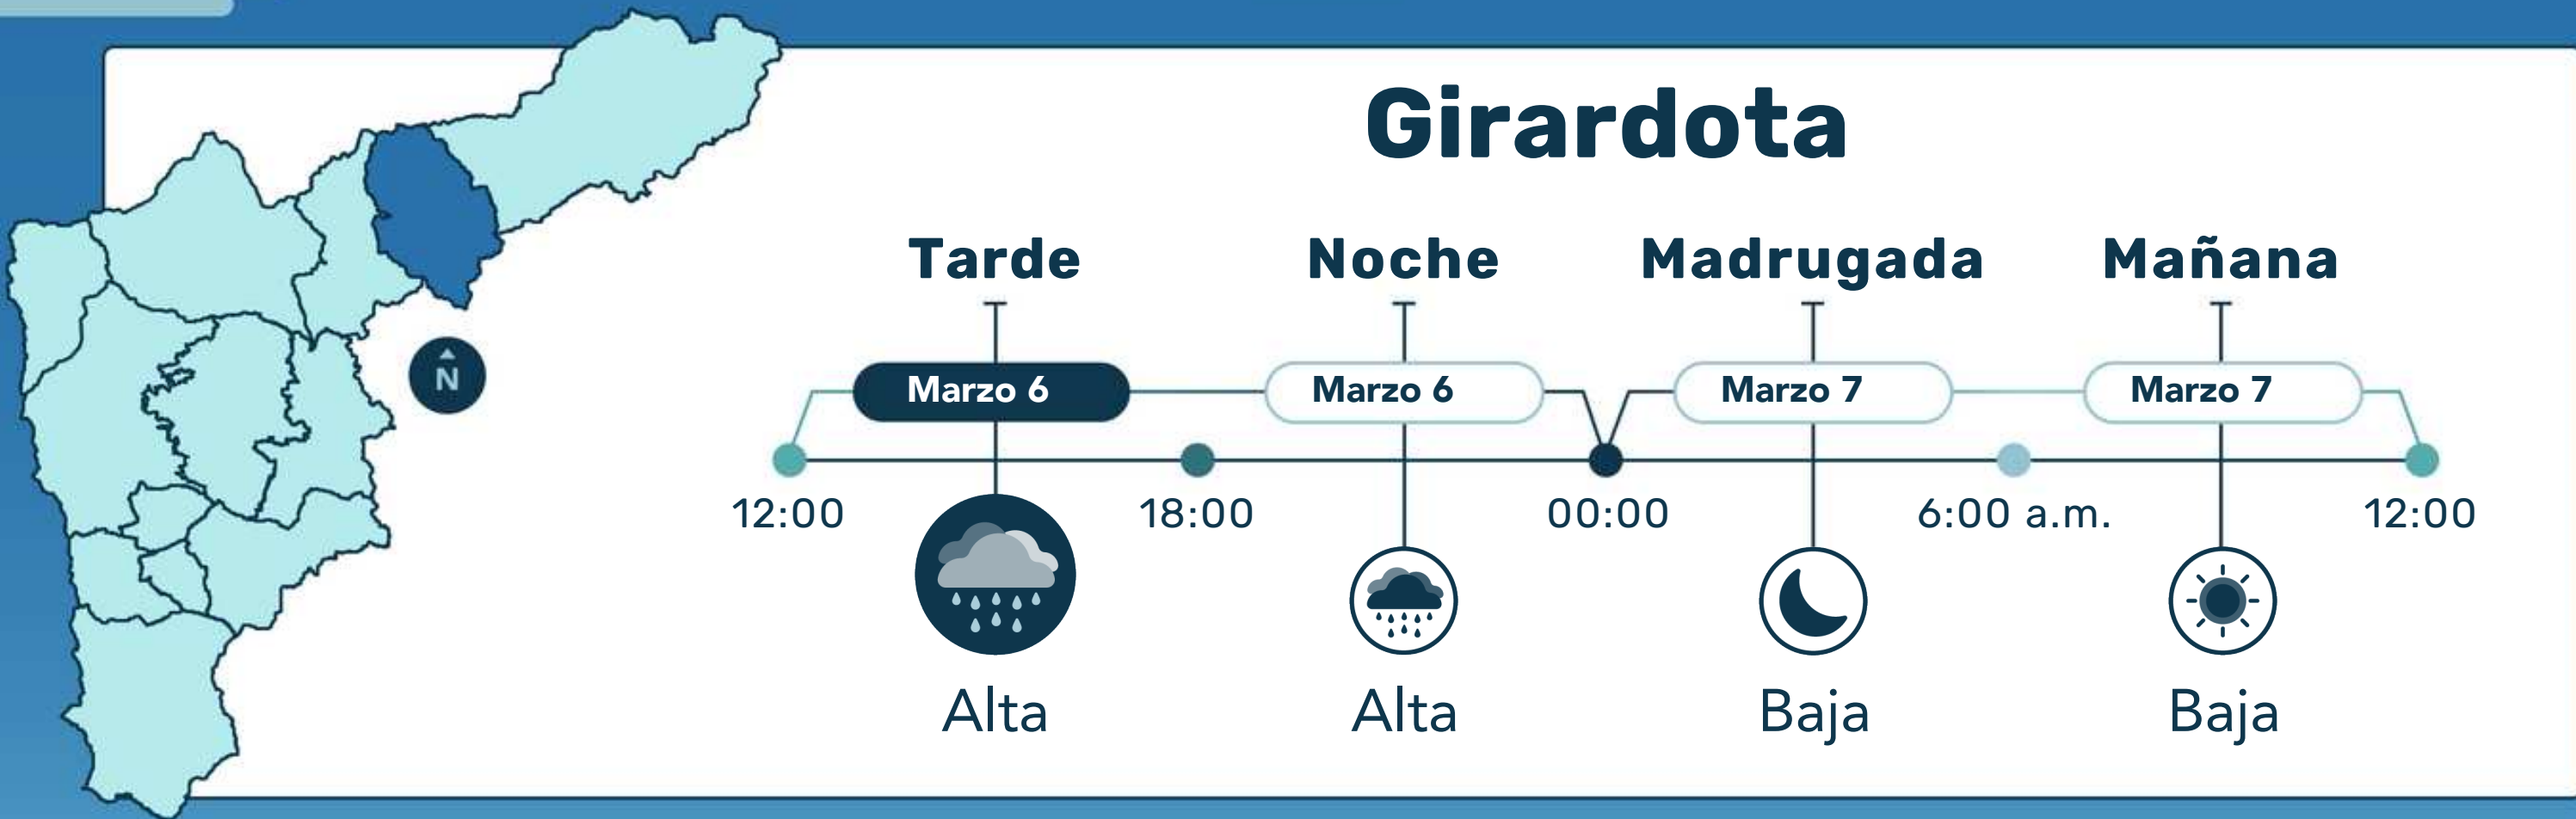 Girardota
Tarde Noche Madrugada Mañana
Marzo 6 Marzo 6 Marzo 7 Marzo 7
N
12:00 18:00 00:00 6:00 a.m. 12:00
Alta Alta Baja Baja